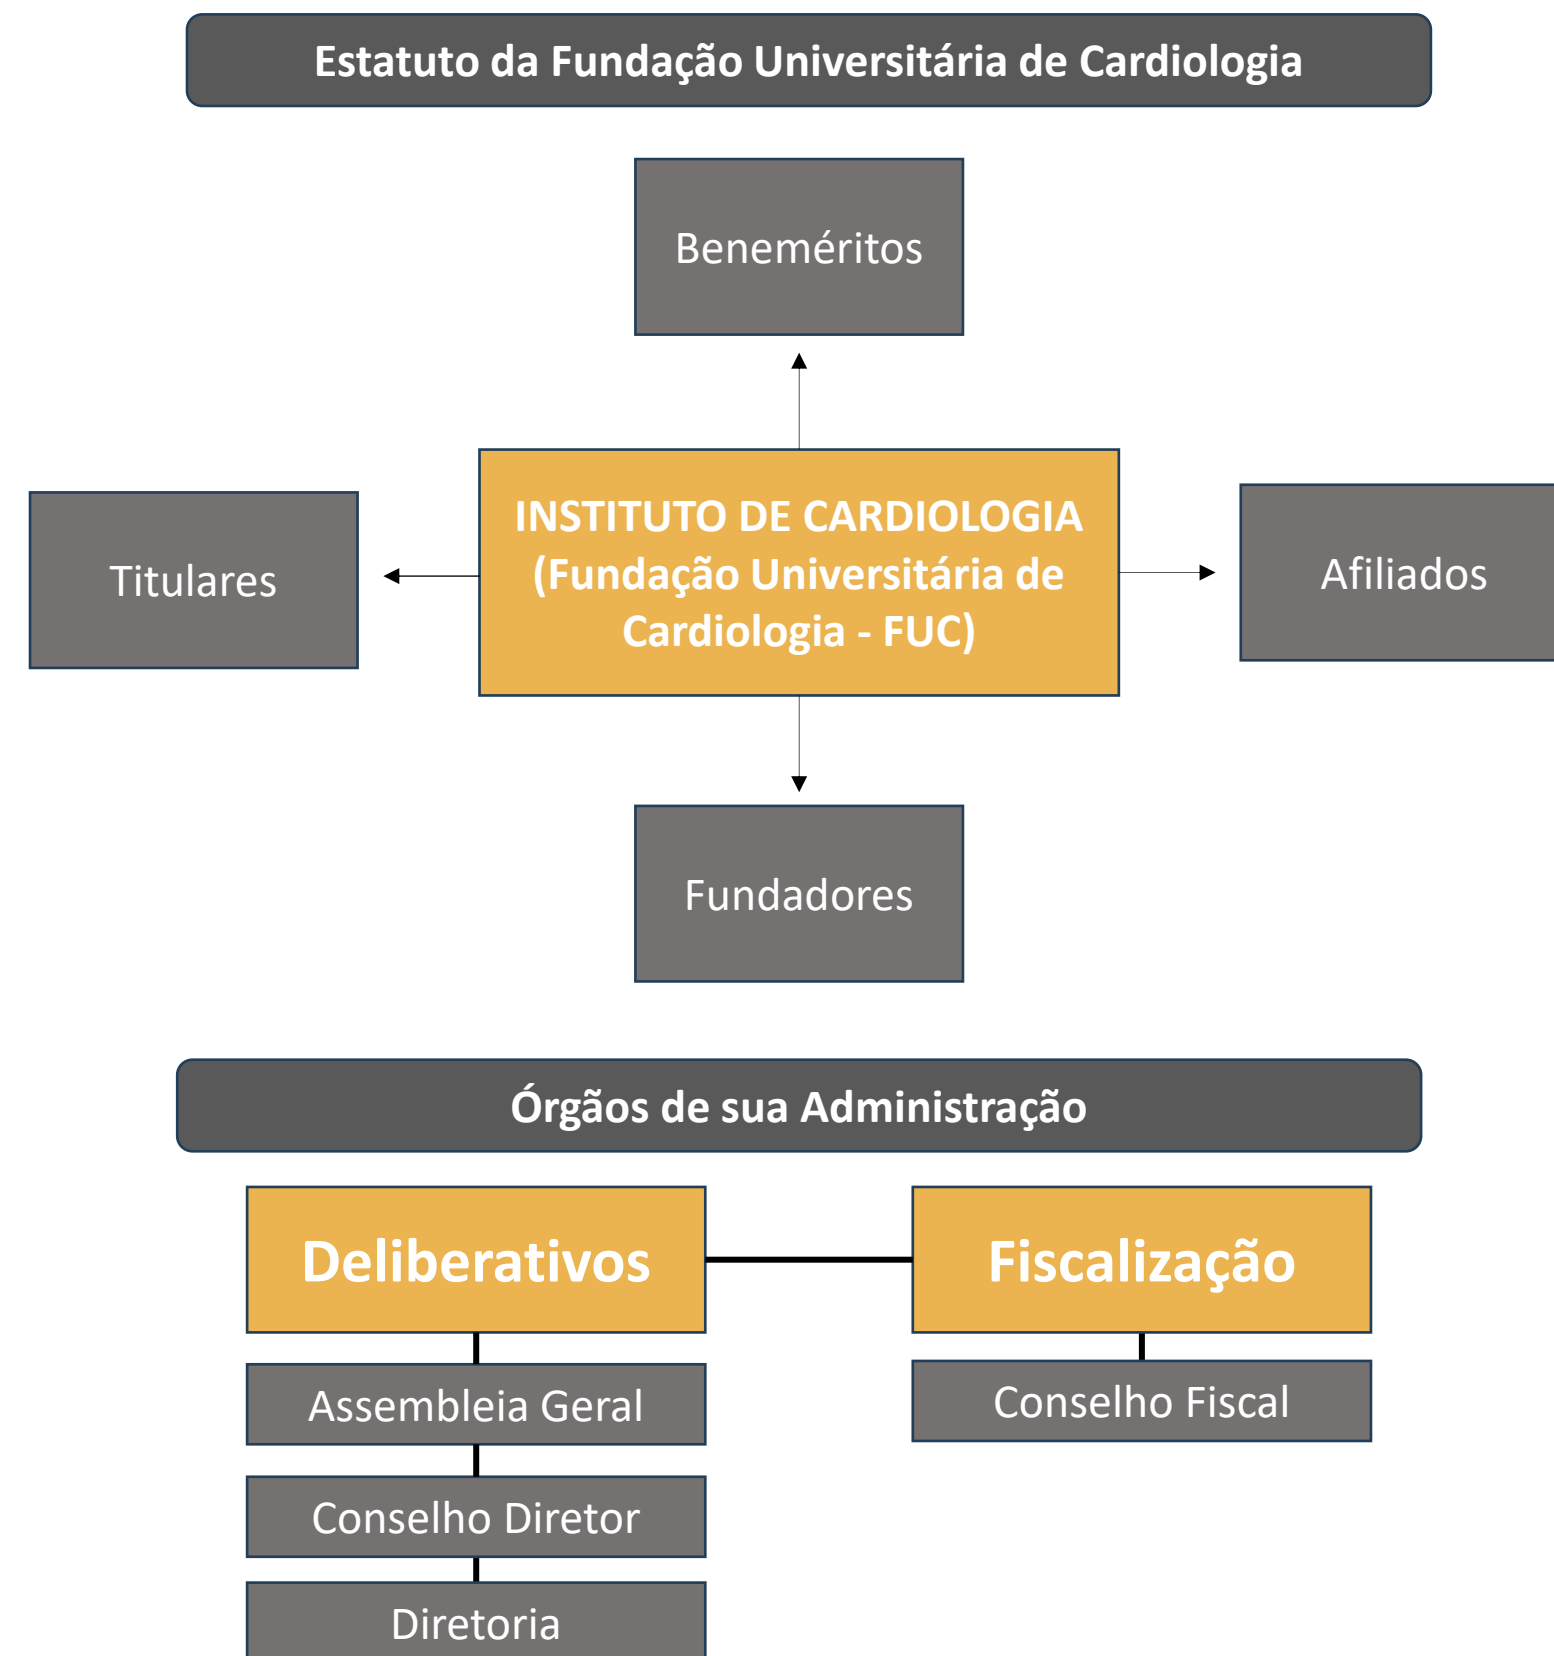 Estatuto da Fundação Universitária de Cardiologia
Beneméritos
Titulares
INSTITUTO DE CARDIOLOGIA
(Fundação Universitária de
Cardiologia - FUC)
Afiliados
Fundadores
Órgãos de sua Administração
Deliberativos
Fiscalização
Assembleia Geral
Conselho Fiscal
Conselho Diretor
Diretoria